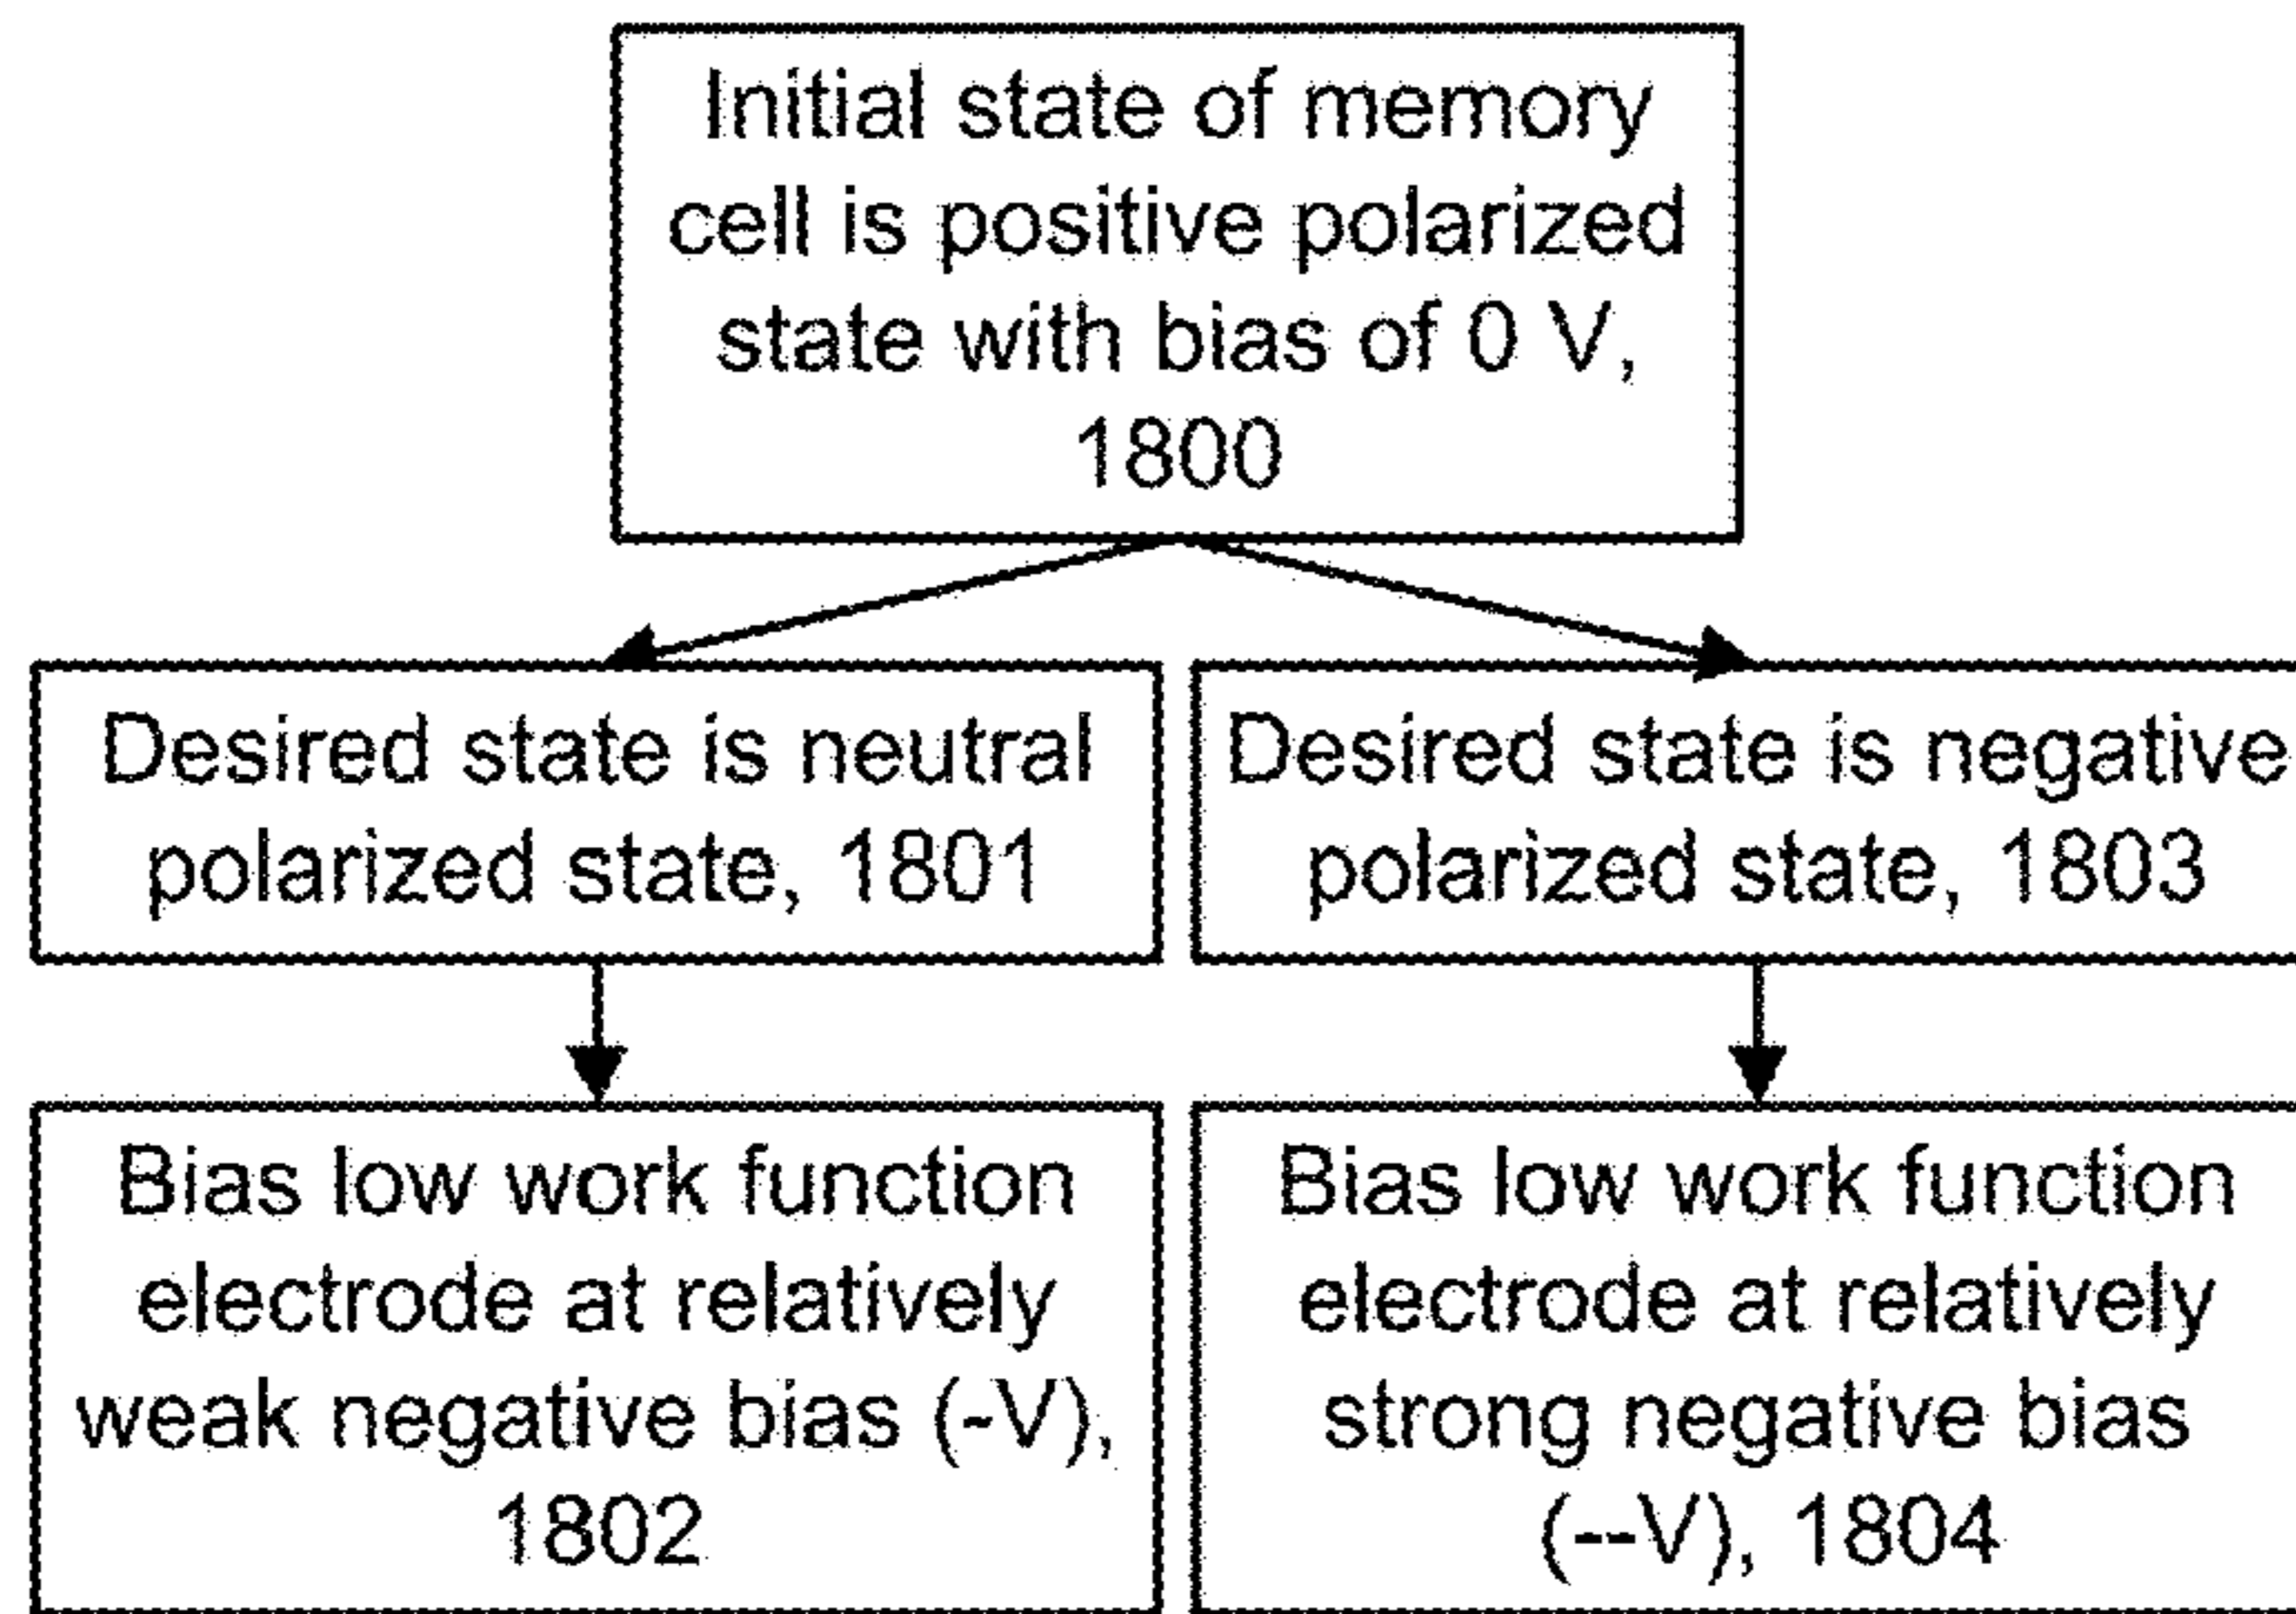 Initial state of memory
cell is positive polarized
state with bias of 0 V,
1800
Desired state is neutral
polarized state, 1801
Desired state is negative
polarized state, 1803
Bias low work function
electrode at relatively
weak negative bias (-V),
1802
Bias low work function
electrode at relatively
strong negative bias
(--V), 1804